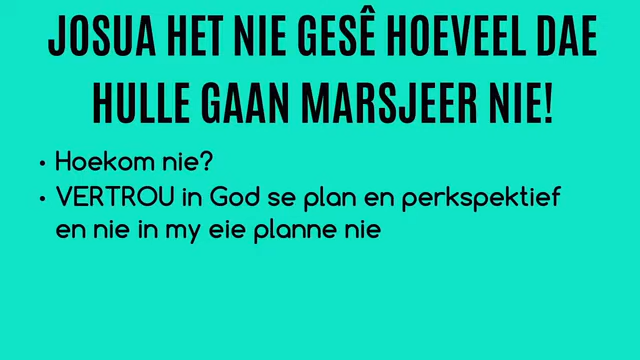 JOSUA HET NIE GESÊ HOEVEEL DAE
HULLE GAAN MARSJEER NIE!
• Hoekom nie?
• VERTROU in God se plan en perkspektief
en nie in my eie planne nie